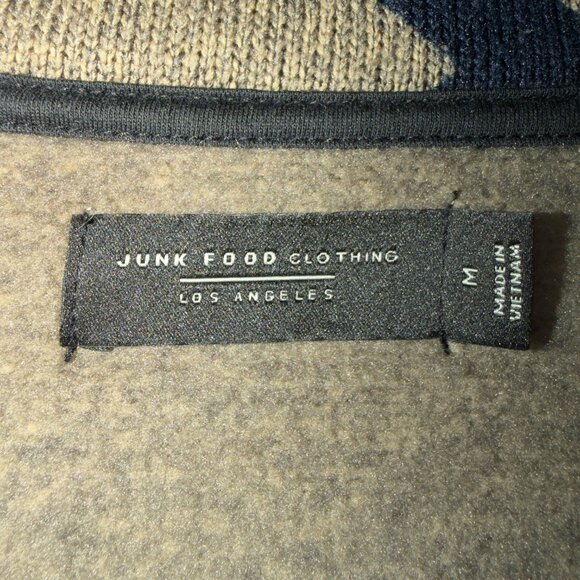 JUNK FOOD CLOTHING
LOS ANGELES
M
MADE IN
VIETNAM